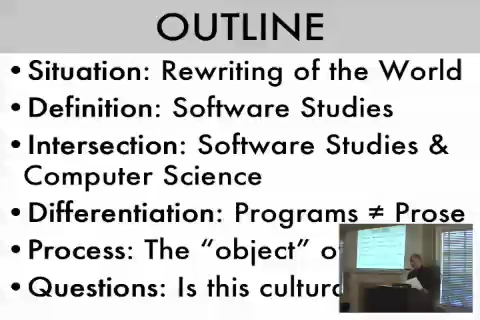 OUTLINE
• Situation: Rewriting of the World
• Definition: Software Studies
• Intersection: Software Studies &
Computer Science
• Differentiation: Programs ≠ Prose
• Process: The “object”
• Questions: Is this